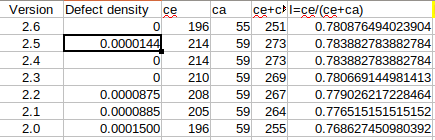 Version Defect density ce ca ce+c I=ce/(ce+ca)
2.6 0 196 55 251 0.780876494023904
2.5 0.0000144 214 59 273 0.783882783882784
2.4 0 214 59 273 0.783882783882784
2.3 0 210 59 269 0.780669144981413
2.2 0.0000875 208 59 267 0.779026217228464
2.1 0.0000885 205 59 264 0.776515151515152
2.0 0.0001500 196 59 255 0.768627450980392